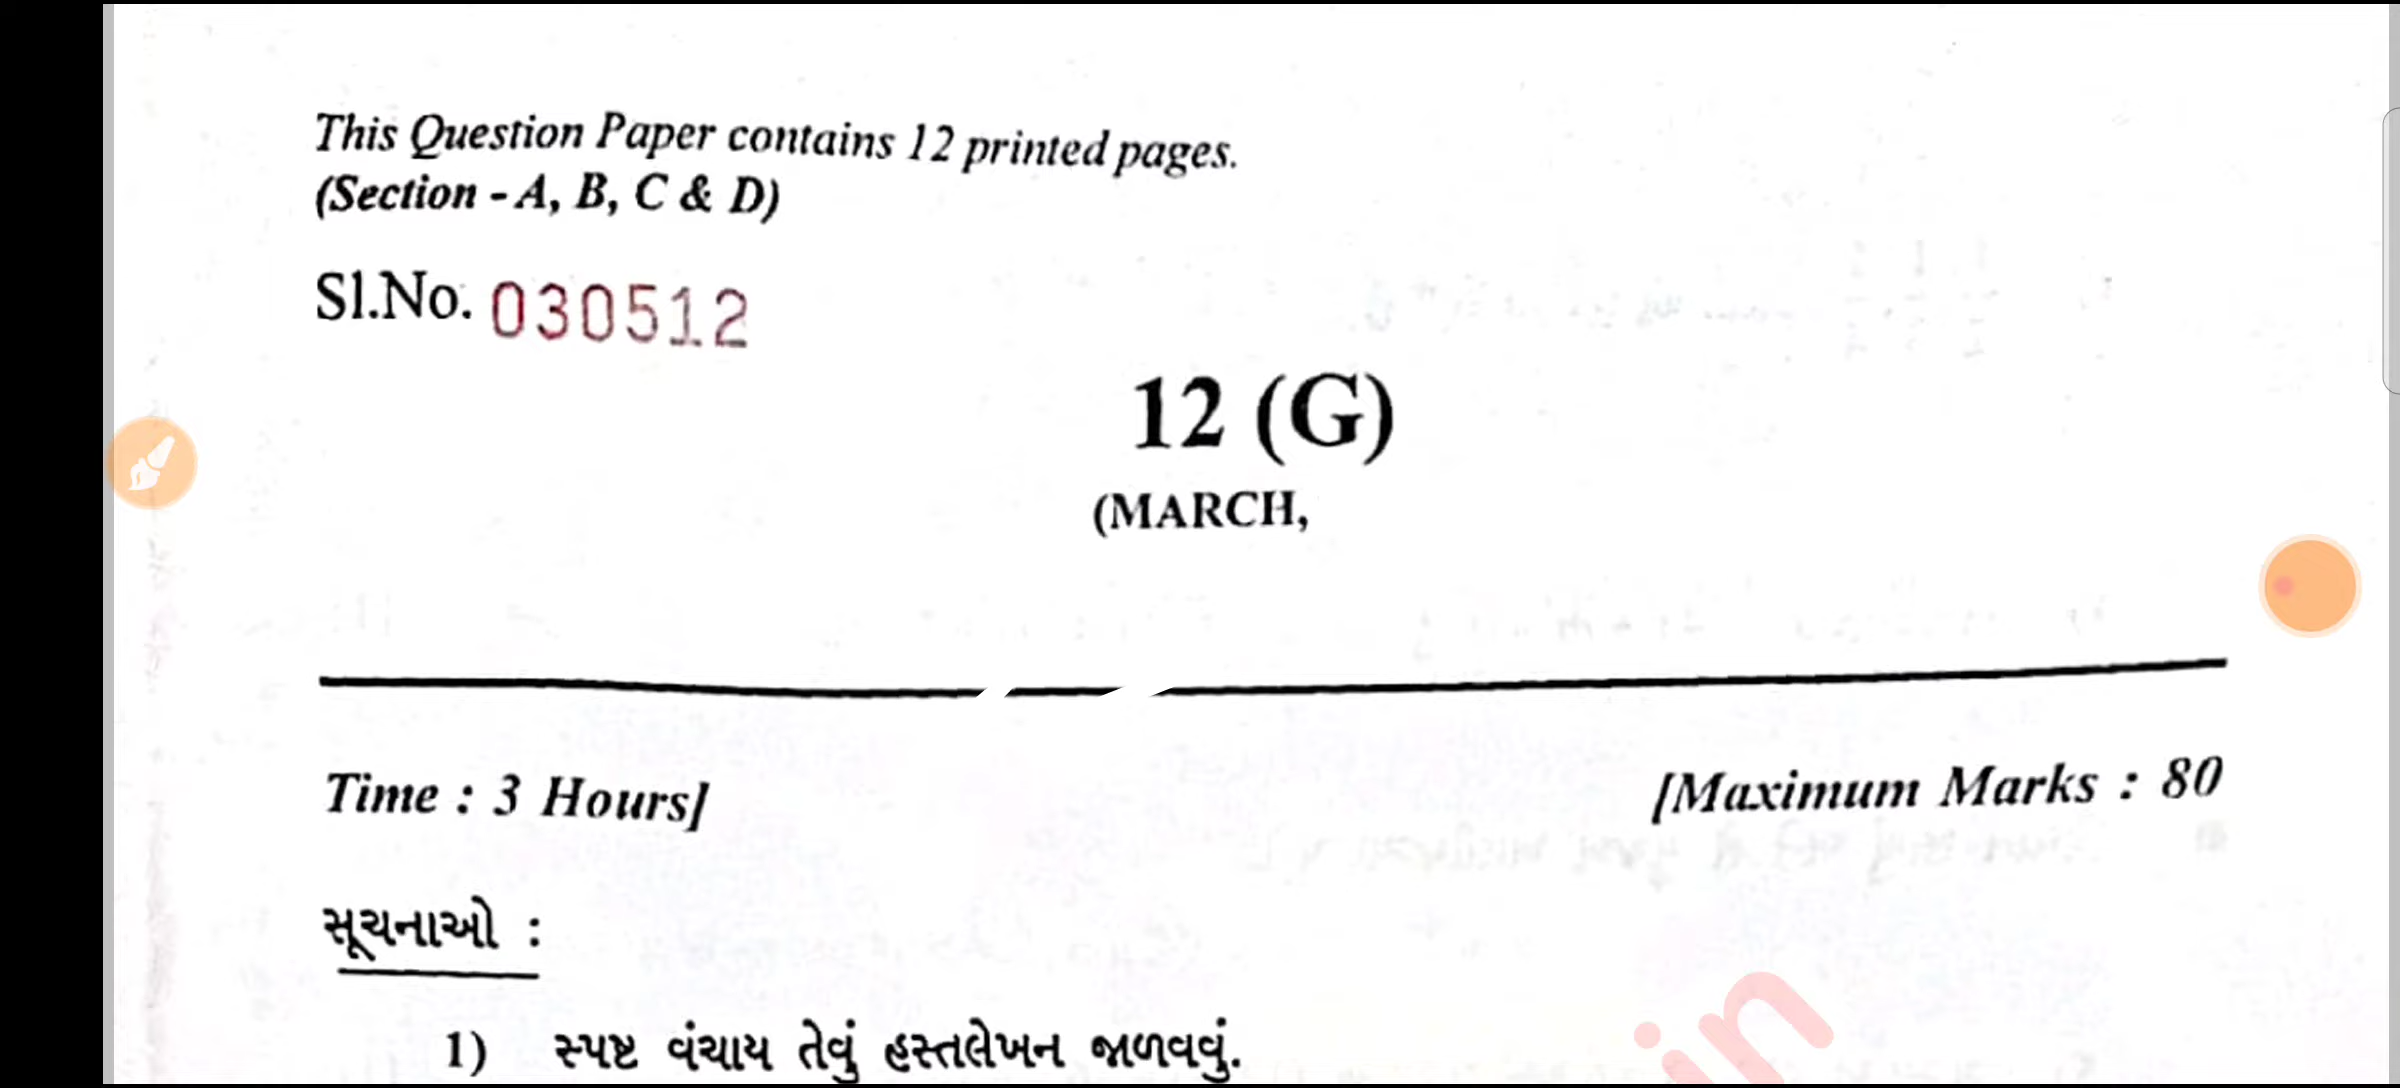 This Question Paper contains 12 printed pages.
(Section - A, B, C & D)
Sl.No. 030512
12 (G)
(MARCH,
Time : 3 Hours]
[Maximum Marks : 80
સૂચનાઓ :
1) સ્પષ્ટ વંચાય તેવું હસ્તલેખન જાળવવું.
in